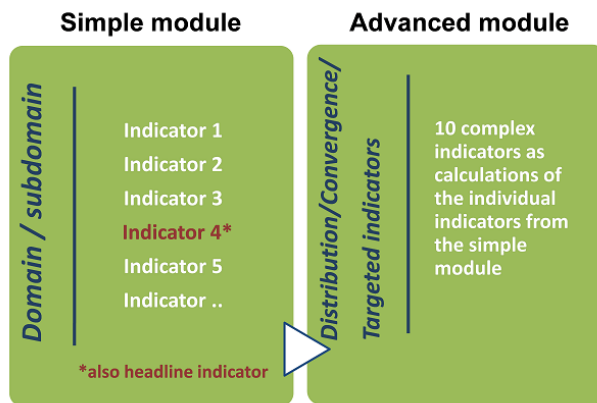 Simple module
Domain / subdomain
Indicator 1
Indicator 2
Indicator 3
Indicator 4*
Indicator 5
Indicator ..
*also headline indicator
Advanced module
Distribution/Convergence/
Targeted indicators
10 complex
indicators as
calculations of
the individual
indicators from
the simple
module